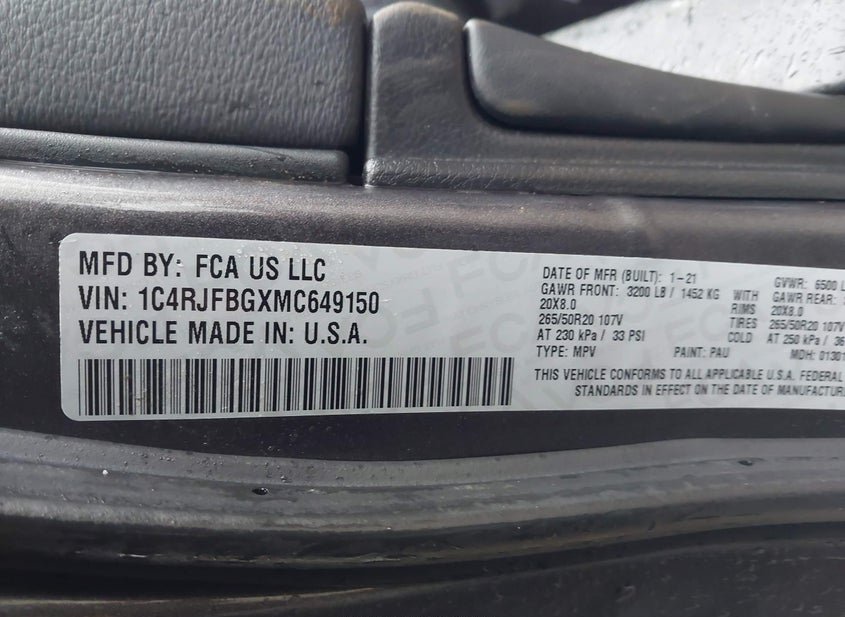 MFD BY: FCA US LLC
VIN: 1C4RJFBGXMC649150
VEHICLE MADE IN: U.S.A.
DATE OF MFR (BUILT): 1-21
GAWR FRONT: 3200 LB / 1452 KG
20X8.0
265/50R20 107V
AT 230 kPa / 33 PSI
TYPE: MPV PAINT: PAU
GVWR: 6500
GAWR REAR:
RIMS 20X8.0
TIRES 265/50R20 107V
COLD AT 250 kPa / 36
MDH: 01301
THIS VEHICLE CONFORMS TO ALL APPLICABLE U.S.A. FEDERAL
STANDARDS IN EFFECT ON THE DATE OF MANUFACTUR